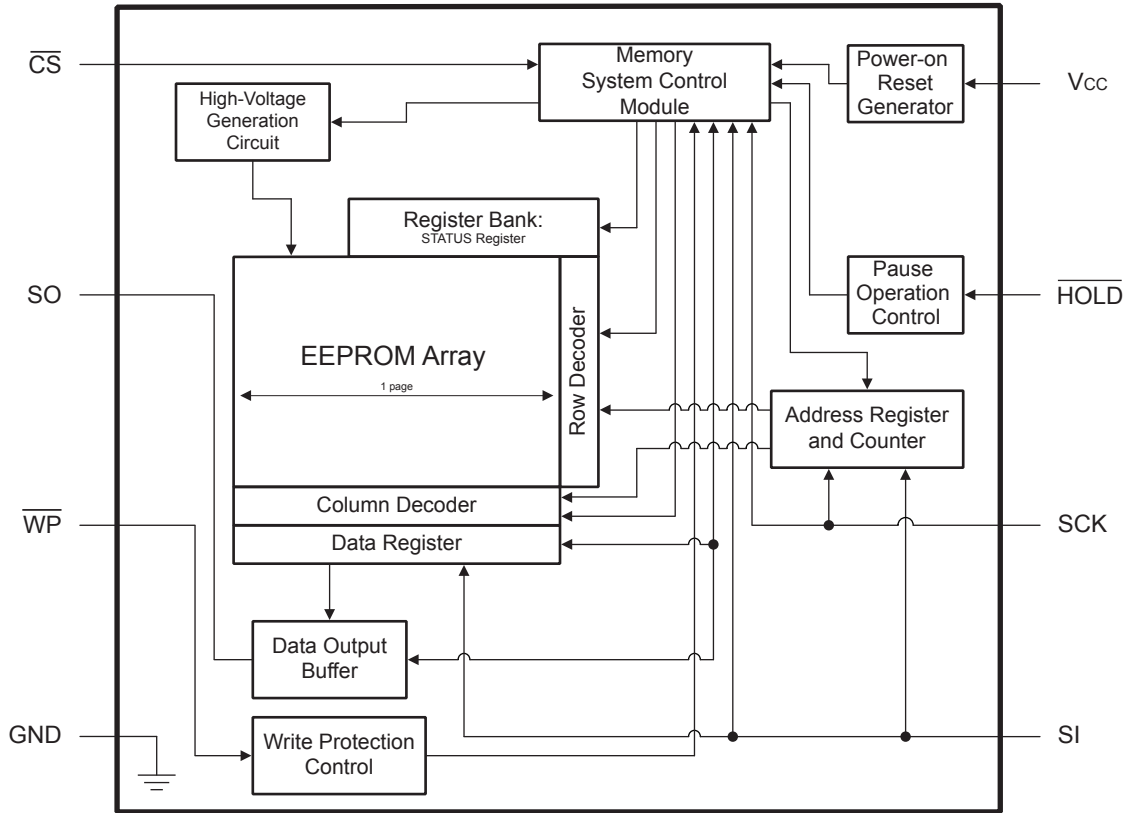 CS
Memory
System Control
Module
Power-on
Reset
Generator
VCC
High-Voltage
Generation
Circuit
Register Bank:
STATUS Register
SO
Pause
Operation
Control
HOLD
EEPROM Array
1 page
Row Decoder
Address Register
and Counter
Column Decoder
WP
SCK
Data Register
Data Output
Buffer
GND
SI
Write Protection
Control